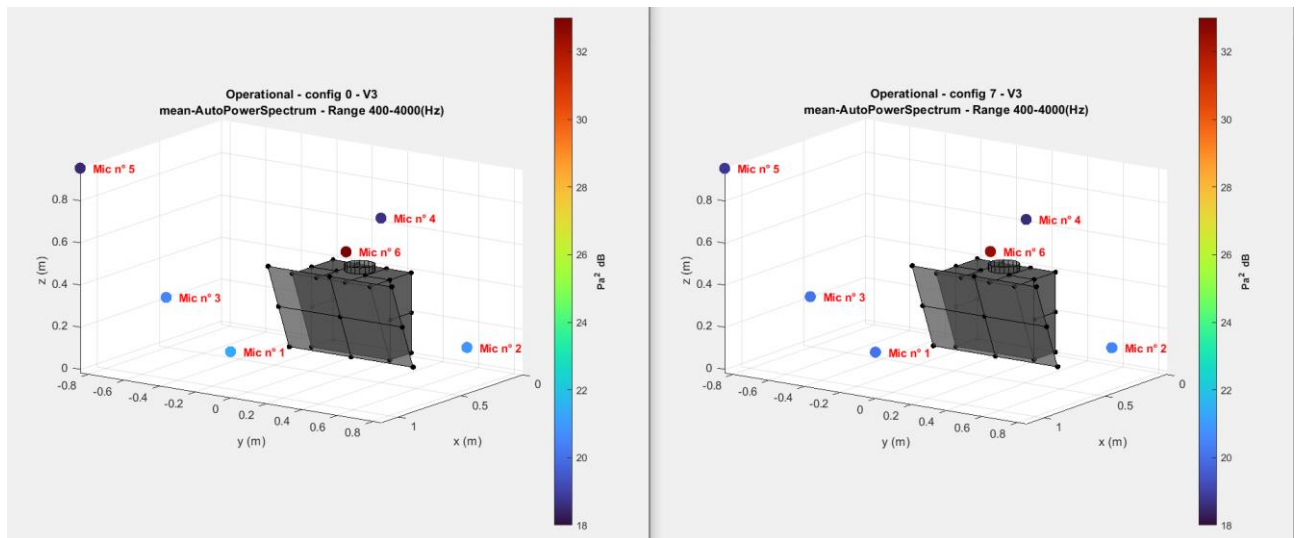 Operational - config 0 - V3
mean-AutoPowerSpectrum - Range 400-4000(Hz)
Mic n° 5
Mic n° 4
Mic n° 6
Mic n° 3
Mic n° 1
Mic n° 2
z (m)
0.8
0.6
0.4
0.2
0
-0.8
-0.6
-0.4
-0.2
0
0.2
0.4
0.6
0.8
y (m)
1
0.5
0
x (m)
32
30
28
26
24
22
20
18
Pa² dB
Operational - config 7 - V3
mean-AutoPowerSpectrum - Range 400-4000(Hz)
Mic n° 5
Mic n° 4
Mic n° 6
Mic n° 3
Mic n° 1
Mic n° 2
z (m)
0.8
0.6
0.4
0.2
0
-0.8
-0.6
-0.4
-0.2
0
0.2
0.4
0.6
0.8
y (m)
1
0.5
0
x (m)
32
30
28
26
24
22
20
18
Pa² dB